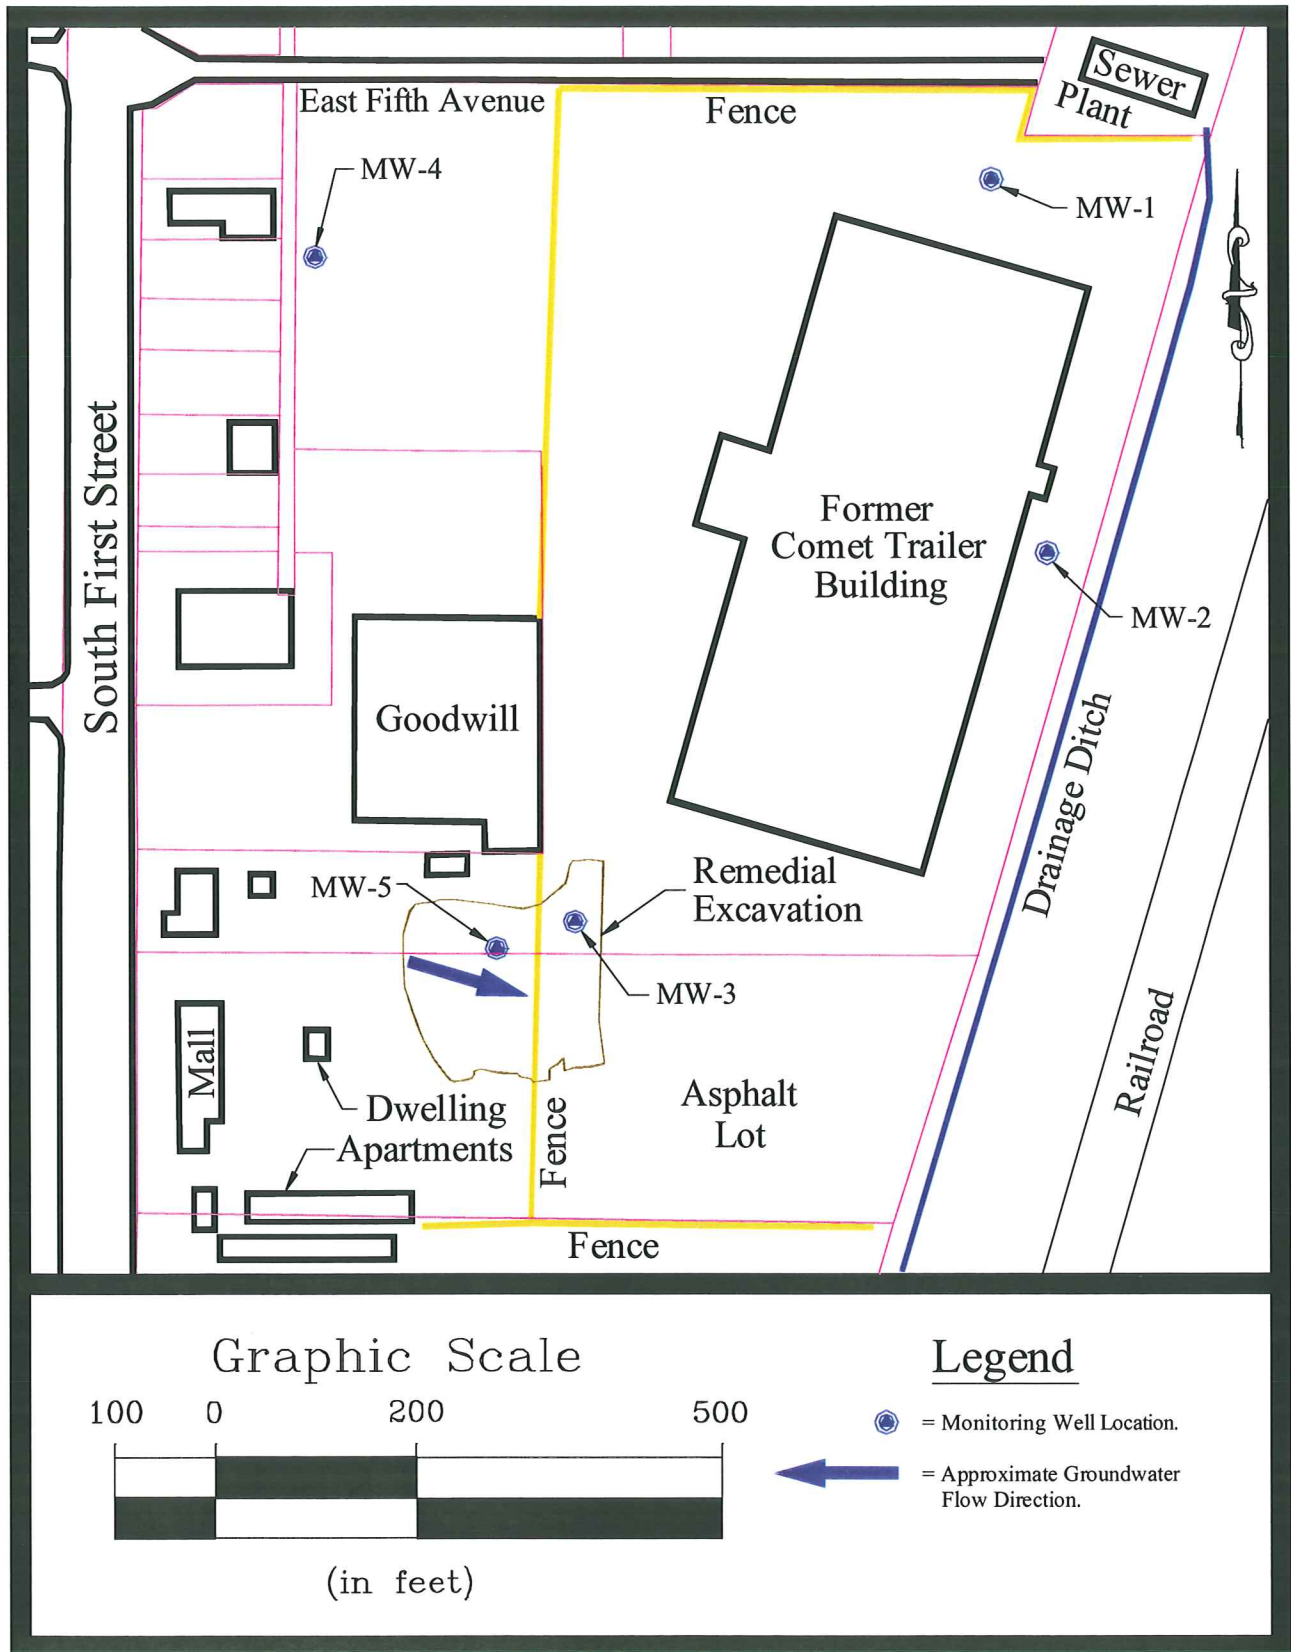 Sewer
Plant
East Fifth Avenue
Fence
MW-4
MW-1
South First Street
Former
Comet Trailer
Building
MW-2
Goodwill
Drainage Ditch
MW-5
Remedial
Excavation
MW-3
Railroad
Mall
Dwelling
Apartments
Fence
Asphalt
Lot
Fence
Graphic Scale
100 0 200 500
(in feet)
Legend
= Monitoring Well Location.
= Approximate Groundwater
Flow Direction.